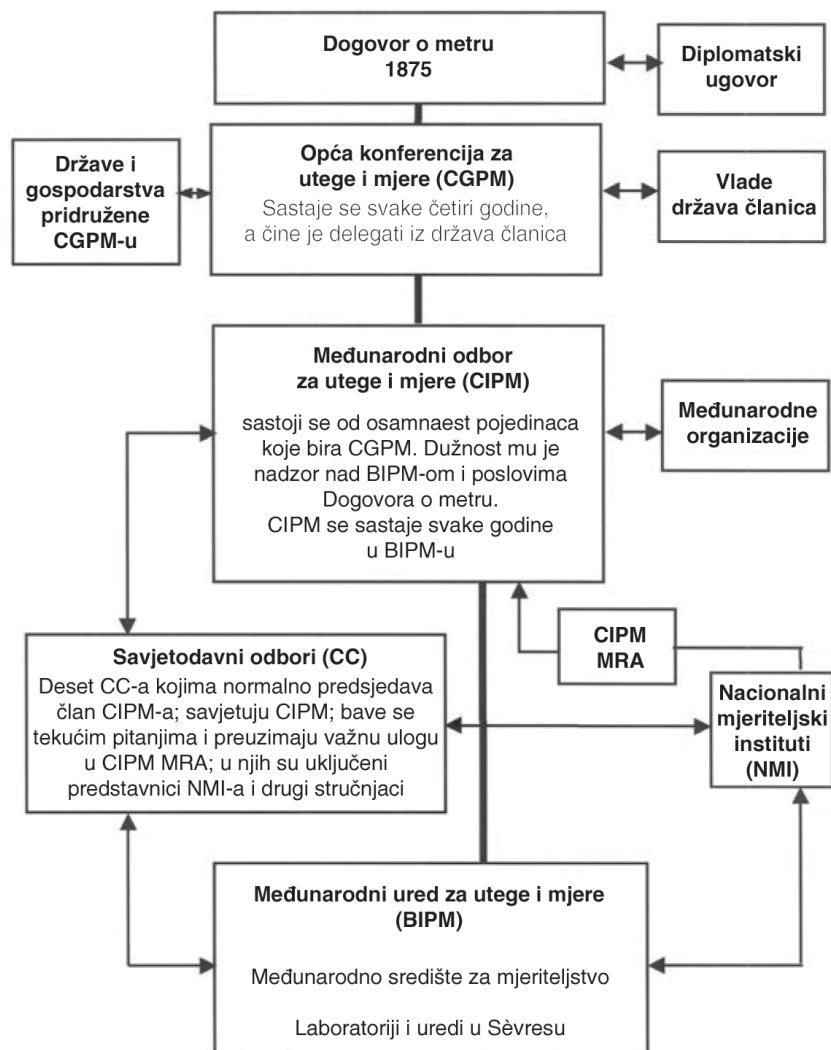 Dogovor o metru
1875
Diplomatski
ugovor
Države i
gospodarstva
pridružene
CGPM-u
Opća konferencija za
utege i mjere (CGPM)
Sastaje se svake četiri godine,
a čine je delegati iz država članica
Vlade
država članica
Međunarodni odbor
za utege i mjere (CIPM)
sastoji se od osamnaest pojedinaca
koje bira CGPM. Dužnost mu je
nadzor nad BIPM-om i poslovima
Dogovora o metru.
CIPM se sastaje svake godine
u BIPM-u
Međunarodne
organizacije
CIPM
MRA
Savjetodavni odbori (CC)
Deset CC-a kojima normalno predsjedava
član CIPM-a; savjetuju CIPM; bave se
tekućim pitanjima i preuzimaju važnu ulogu
u CIPM MRA; u njih su uključeni
predstavnici NMI-a i drugi stručnjaci
Nacionalni
mjeriteljski
instituti
(NMI)
Međunarodni ured za utege i mjere
(BIPM)
Međunarodno središte za mjeriteljstvo
Laboratoriji i uredi u Sèvresu